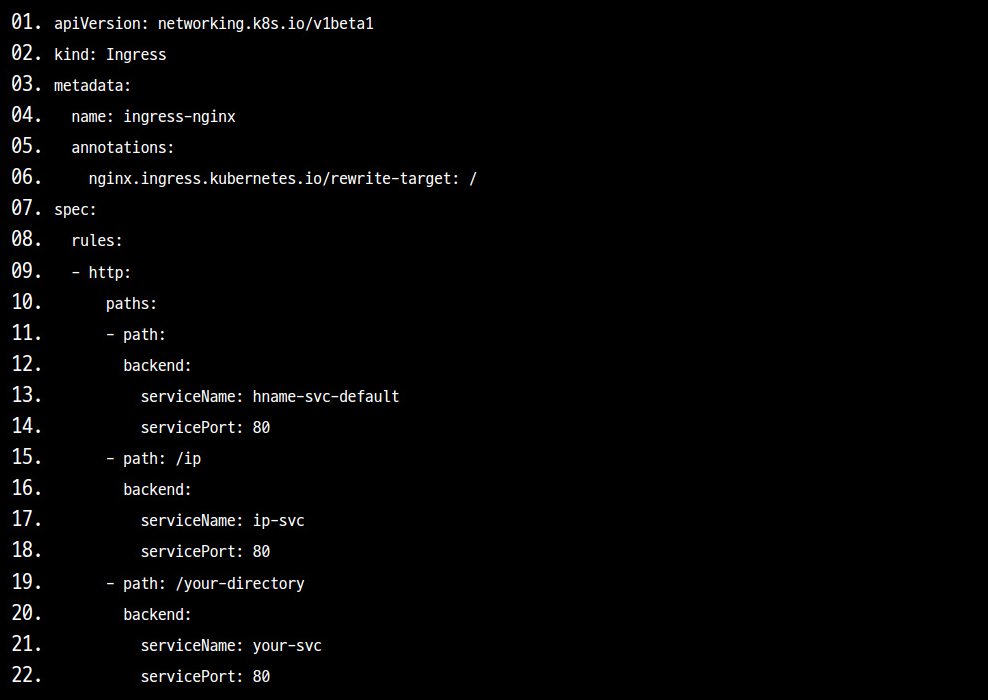 01. apiVersion: networking.k8s.io/v1beta1
02. kind: Ingress
03. metadata:
04.   name: ingress-nginx
05.   annotations:
06.     nginx.ingress.kubernetes.io/rewrite-target: /
07. spec:
08.   rules:
09.   - http:
10.       paths:
11.       - path:
12.         backend:
13.           serviceName: hname-svc-default
14.           servicePort: 80
15.       - path: /ip
16.         backend:
17.           serviceName: ip-svc
18.           servicePort: 80
19.       - path: /your-directory
20.         backend:
21.           serviceName: your-svc
22.           servicePort: 80